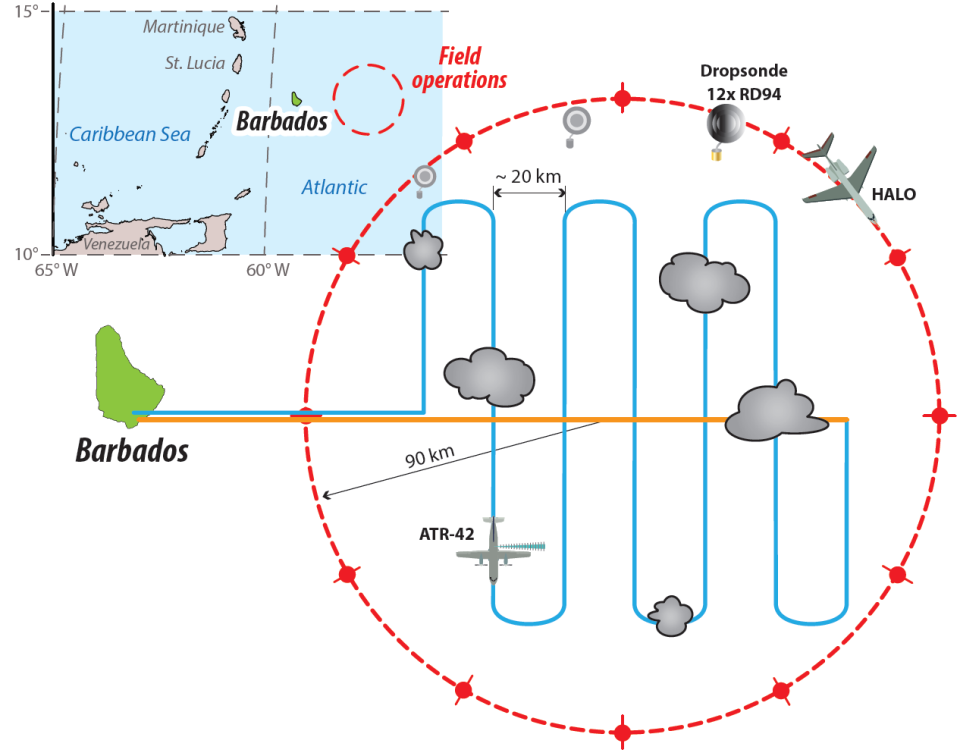 15°
Martinique
St. Lucia
Field
operations
Barbados
Caribbean Sea
Atlantic
Venezuela
10°
65°W
60°W
Dropsonde
12x RD94
HALO
~ 20 km
Barbados
90 km
ATR-42